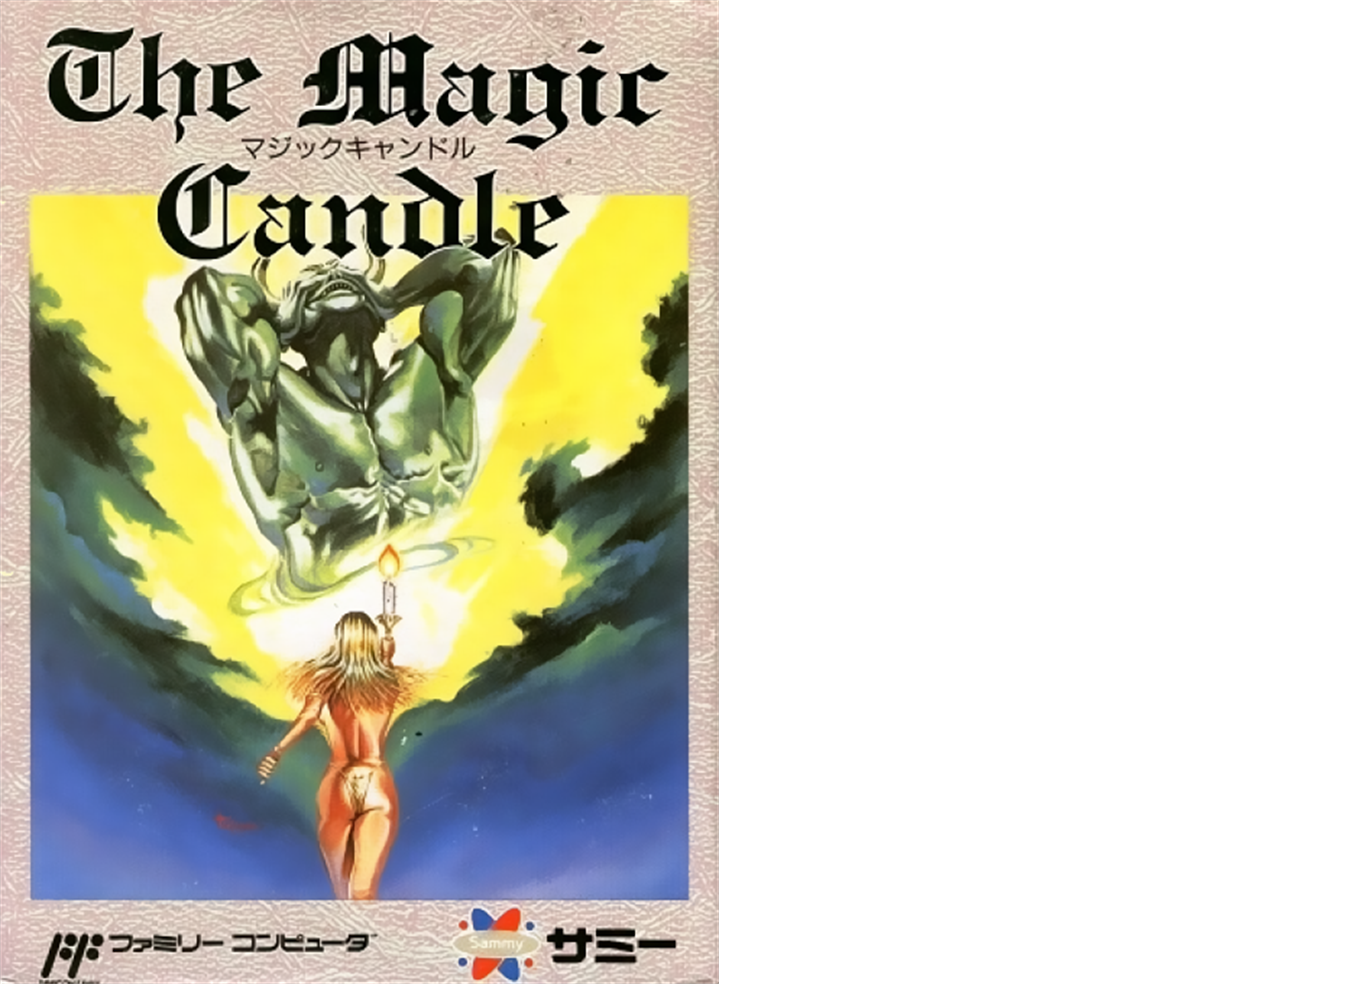 The Magic
マジックキャンドル
Candle
ファミリー コンピュータ
Sammy
サミー